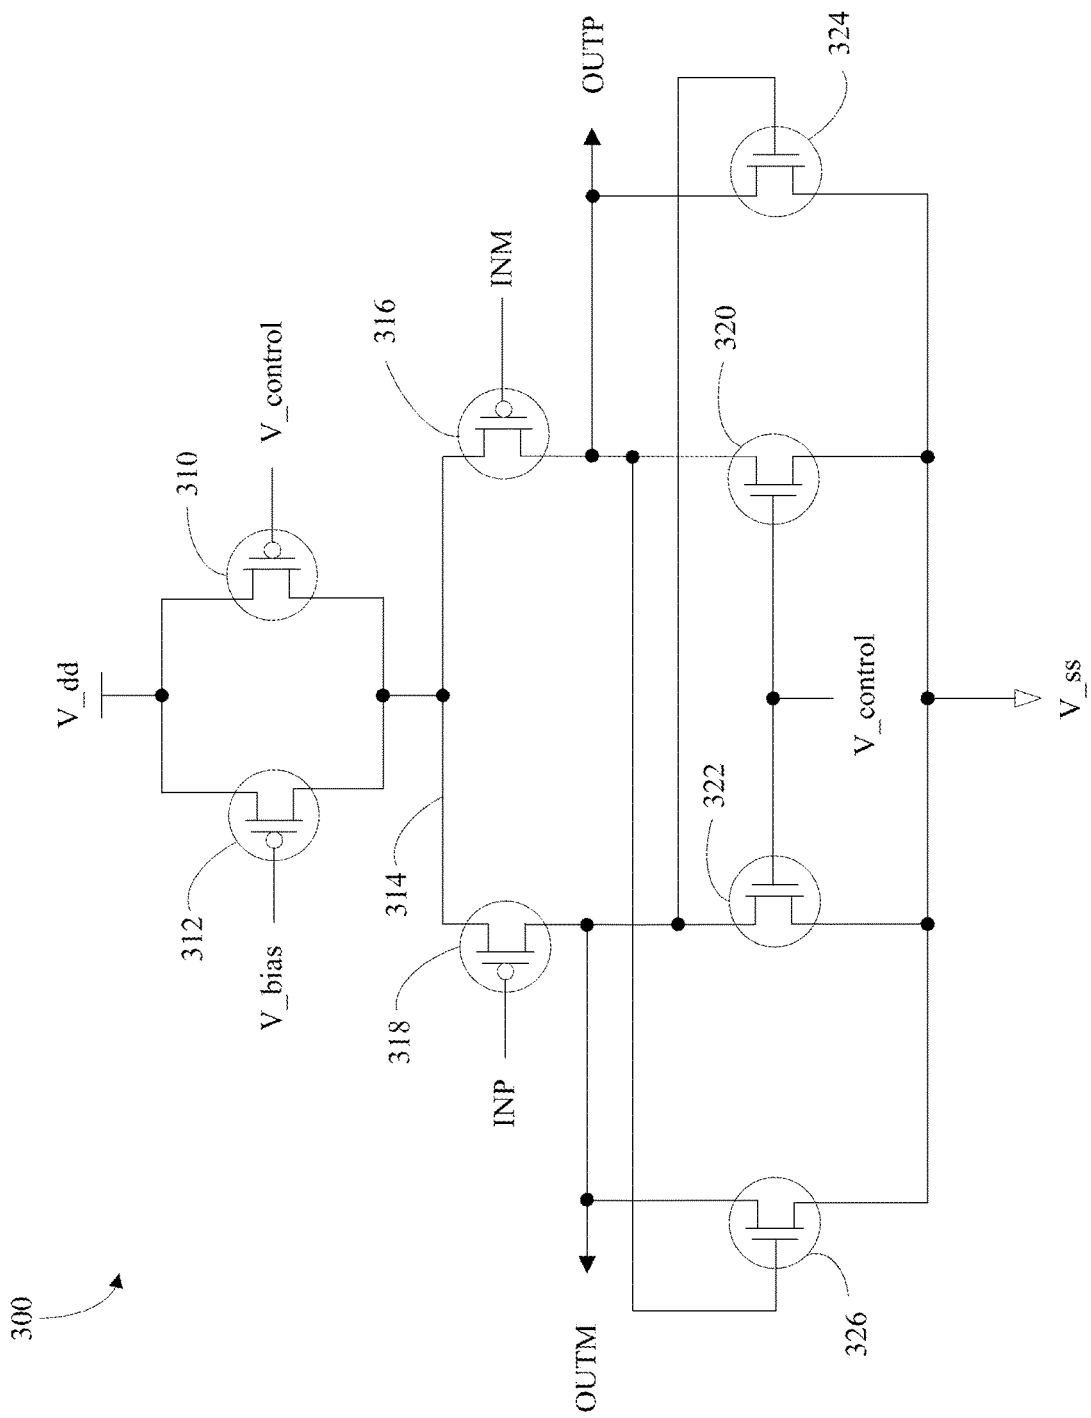 300
V_dd
312
310
V_bias
V_control
314
318
316
INP
INM
OUTM
OUTP
322
320
324
326
V_control
V_ss